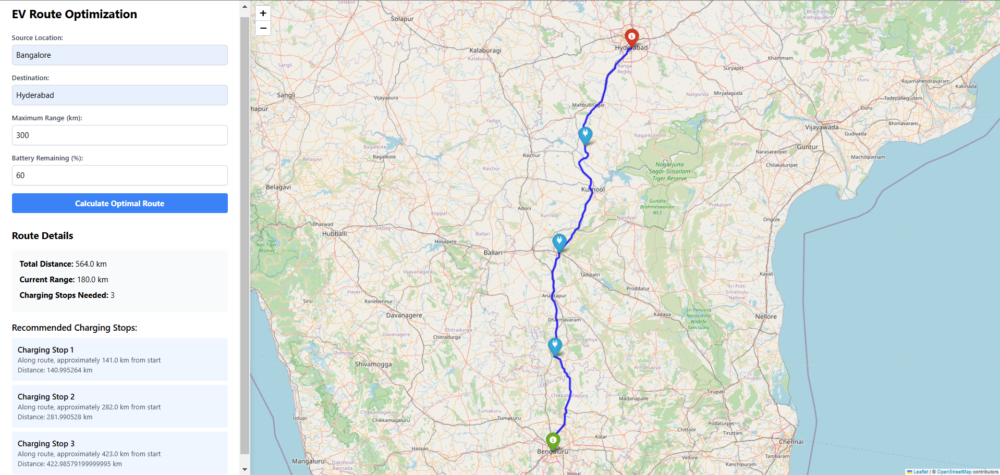 EV Route Optimization
Source Location:
Bangalore
Destination:
Hyderabad
Maximum Range (km):
300
Battery Remaining (%):
60
Calculate Optimal Route
Route Details
Total Distance: 564.0 km
Current Range: 180.0 km
Charging Stops Needed: 3
Recommended Charging Stops:
Charging Stop 1
Along route, approximately 141.0 km from start
Distance: 140.995264 km
Charging Stop 2
Along route, approximately 282.0 km from start
Distance: 281.990528 km
Charging Stop 3
Along route, approximately 423.0 km from start
Distance: 422.98579199999995 km
+
−
Solapur
Solapur
Bhadradri
Kothagudem
Raju
Kalaburagi
Kalaburagi
Hyderabad
Khammam
Sangli
Ranga
Reddy
Suryapet
Eluru
Rajamahendravaram
Kakinada
Sangli
Vijayapura
Nalgonda
Miryalaguda
Tadepallegudem
hapur
Mahbubnagar
Eluru
Yadgir
Vijayawada
Bhimavaram
Nagarkurnool
Gudivada
Belagavi
Bagalkote
Bagalkote
Raichur
Palnadu
Guntur
Narasaraopet
Machilipatnam
Raichur
Nagarjuna
Sagar-Srisailam
Tiger Reserve
Chilakaluripet
Belagavi
Kurnool
Gundla
Brahmeswaram
WLS
Prakasam
Adoni
Koppal
Kurnool
Nandyal
Ongole
Dharwad
Gadag
Hubballi
Ballari
Hosapete
Kali Tiger
Reserve
Ballari
Vijayanagara
Tadipatri
Kavali
Proddatur
Sri Potti
Sriramulu
Nellore
Haveri
Sirsi
Ranebennur
Anantapur
Davanagere
Dharmavaram
Kadapa
Sri Penusila
Narasimha
Wildlife
Sanctuary
Nellore
Davanagere
Chitradurga
Chitradurga
Sri Sathya
Sai
Shimoga
Shivamogga
Annamayya
Tirupati
Chikkaballapura
Madanapalle
Tirupati
Chikkamagaluru
Tumakuru
Udupi
Chikkamagaluru
Tumakuru
Podaturpet
Chittoor
Tiruttani
Kolar
Chennai
Hassan
Bengaluru
Mangaluru
Dakshina
Kannada
Vellore
Tambaram
Kanchipuram
Hosur
Leaflet | © OpenStreetMap contributors